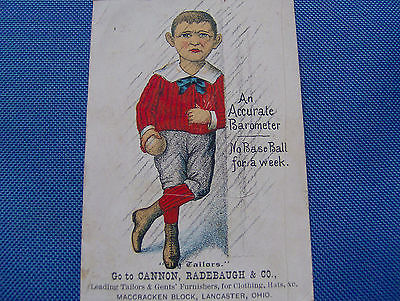 An
Accurate
Barometer
No Base Ball
for a week.
Tailors."
Go to CANNON, RADEBAUGH & CO.,
Leading Tailors & Gents' Furnishers, for Clothing, Hats, &c.
MACCRACKEN BLOCK, LANCASTER, OHIO.